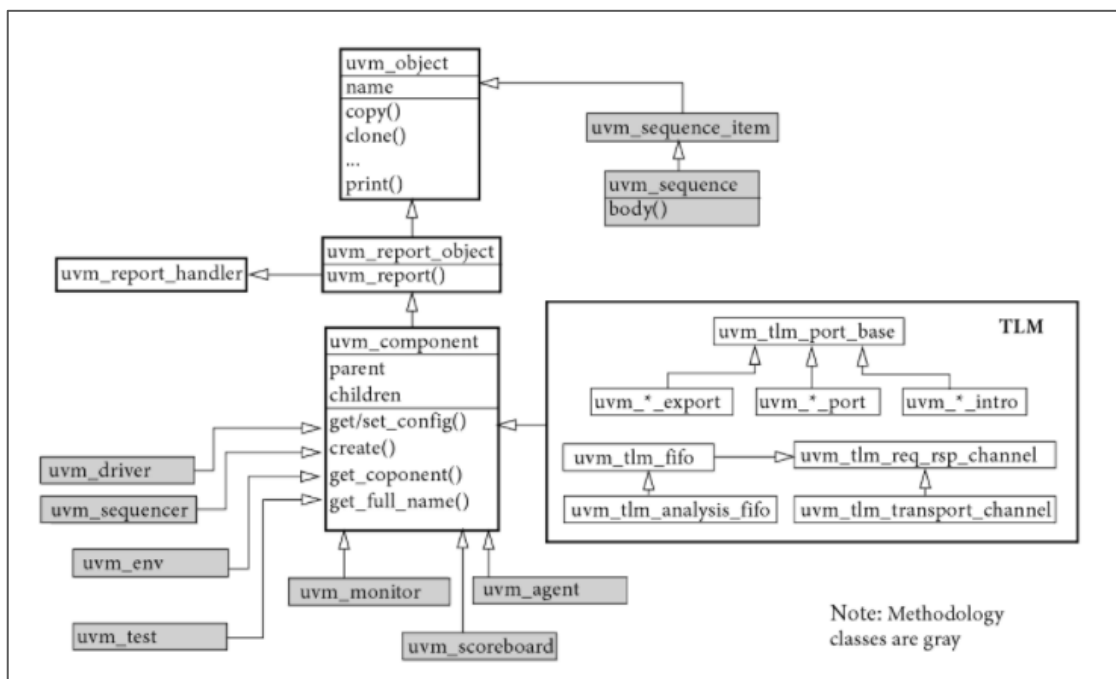 uvm_object
name
copy()
clone()
...
print()
uvm_sequence_item
uvm_sequence
body()
uvm_report_object
uvm_report()
uvm_report_handler
uvm_component
parent
children
get/set_config()
create()
get_coponent()
get_full_name()
TLM
uvm_tlm_port_base
uvm_*_export
uvm_*_port
uvm_*_intro
uvm_tlm_fifo
uvm_tlm_req_rsp_channel
uvm_tlm_analysis_fifo
uvm_tlm_transport_channel
uvm_driver
uvm_sequencer
uvm_env
uvm_test
uvm_monitor
uvm_agent
uvm_scoreboard
Note: Methodology
classes are gray